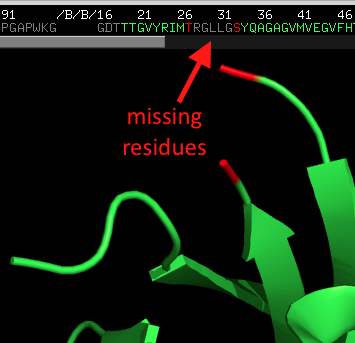 91 /B/B/16 21 26 31 36 41 46
PGAPWKG GDTTTGVYRIMTRGLLGSYQAGAGVMVEGVFH
missing
residues